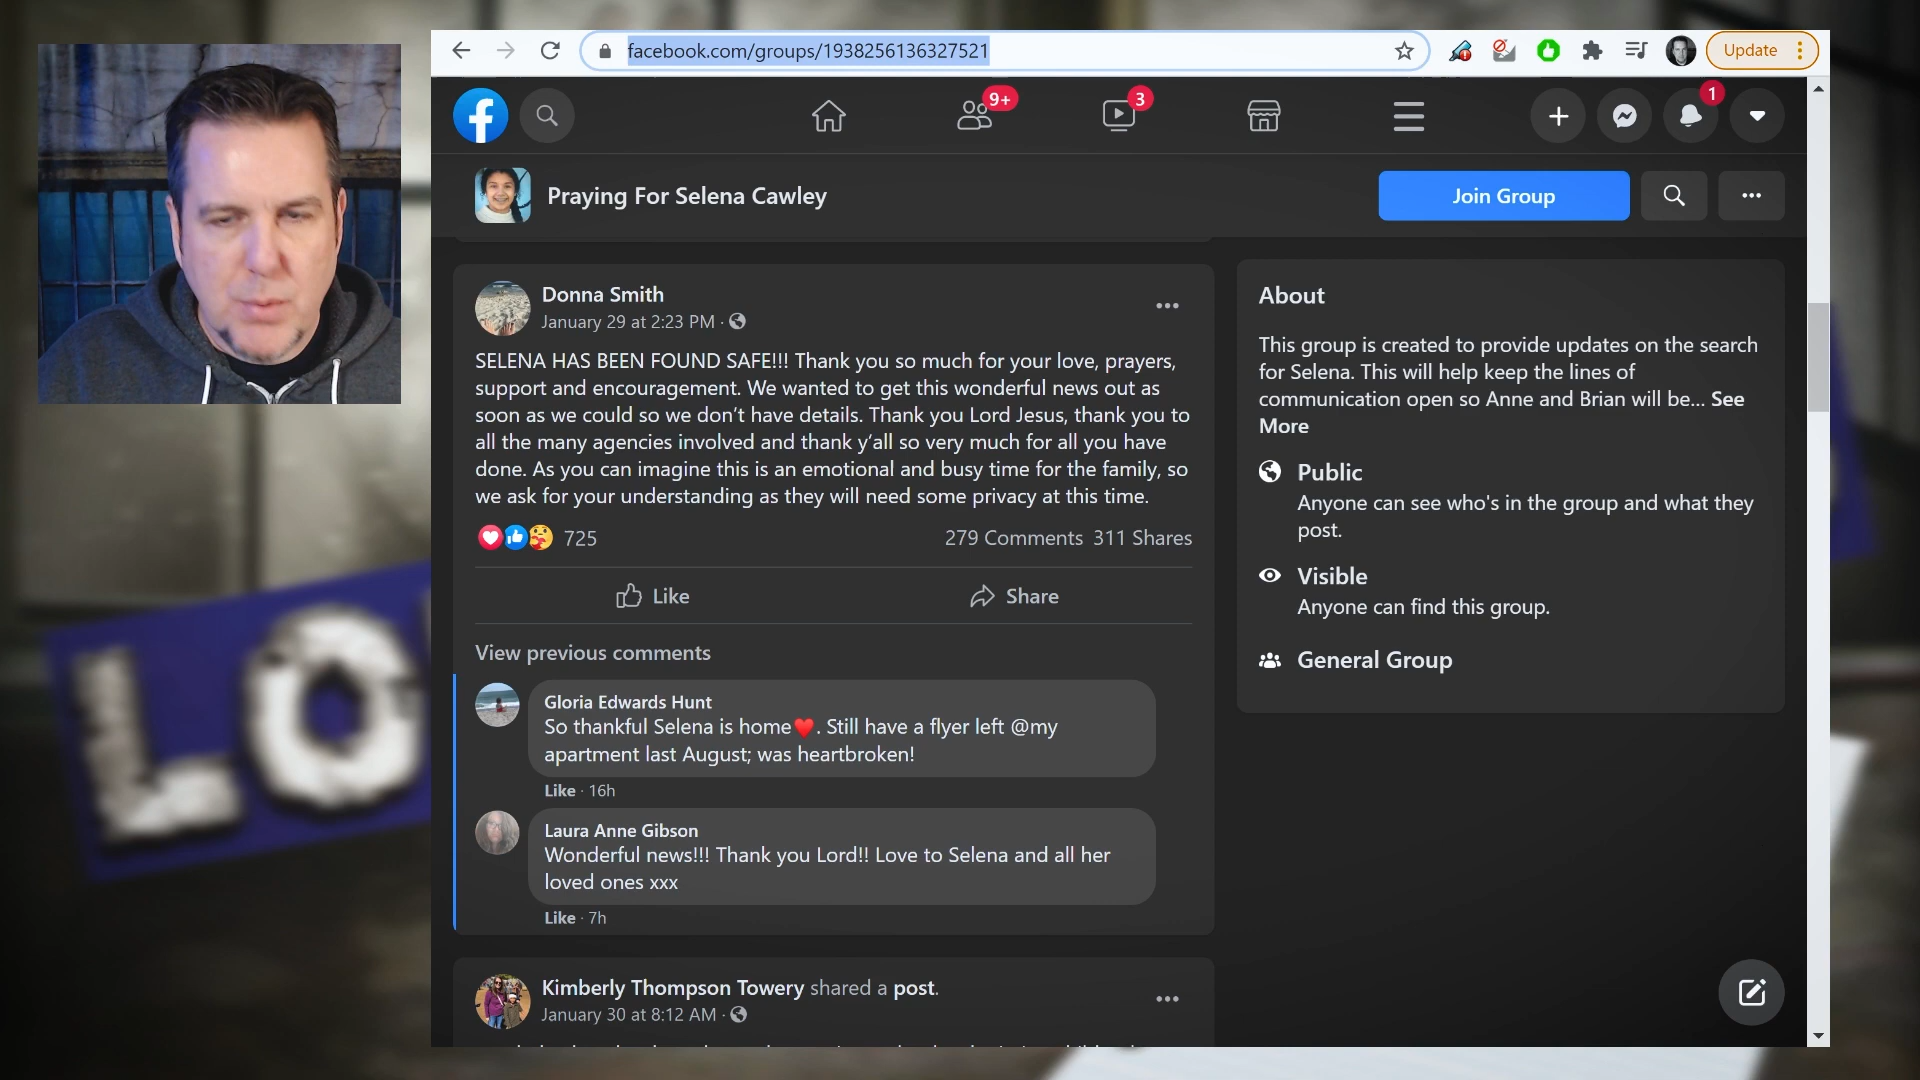 facebook.com/groups/1938256136327521
Update
9+
3
1
Praying For Selena Cawley
Join Group
Donna Smith
January 29 at 2:23 PM ·
SELENA HAS BEEN FOUND SAFE!!! Thank you so much for your love, prayers,
support and encouragement. We wanted to get this wonderful news out as
soon as we could so we don't have details. Thank you Lord Jesus, thank you to
all the many agencies involved and thank y'all so very much for all you have
done. As you can imagine this is an emotional and busy time for the family, so
we ask for your understanding as they will need some privacy at this time.
725
279 Comments 311 Shares
Like
Share
View previous comments
Gloria Edwards Hunt
So thankful Selena is home❤️. Still have a flyer left @my
apartment last August; was heartbroken!
Like · 16h
Laura Anne Gibson
Wonderful news!!! Thank you Lord!! Love to Selena and all her
loved ones xxx
Like · 7h
Kimberly Thompson Towery shared a post.
January 30 at 8:12 AM ·
About
This group is created to provide updates on the search
for Selena. This will help keep the lines of
communication open so Anne and Brian will be... See
More
Public
Anyone can see who's in the group and what they
post.
Visible
Anyone can find this group.
General Group
LO